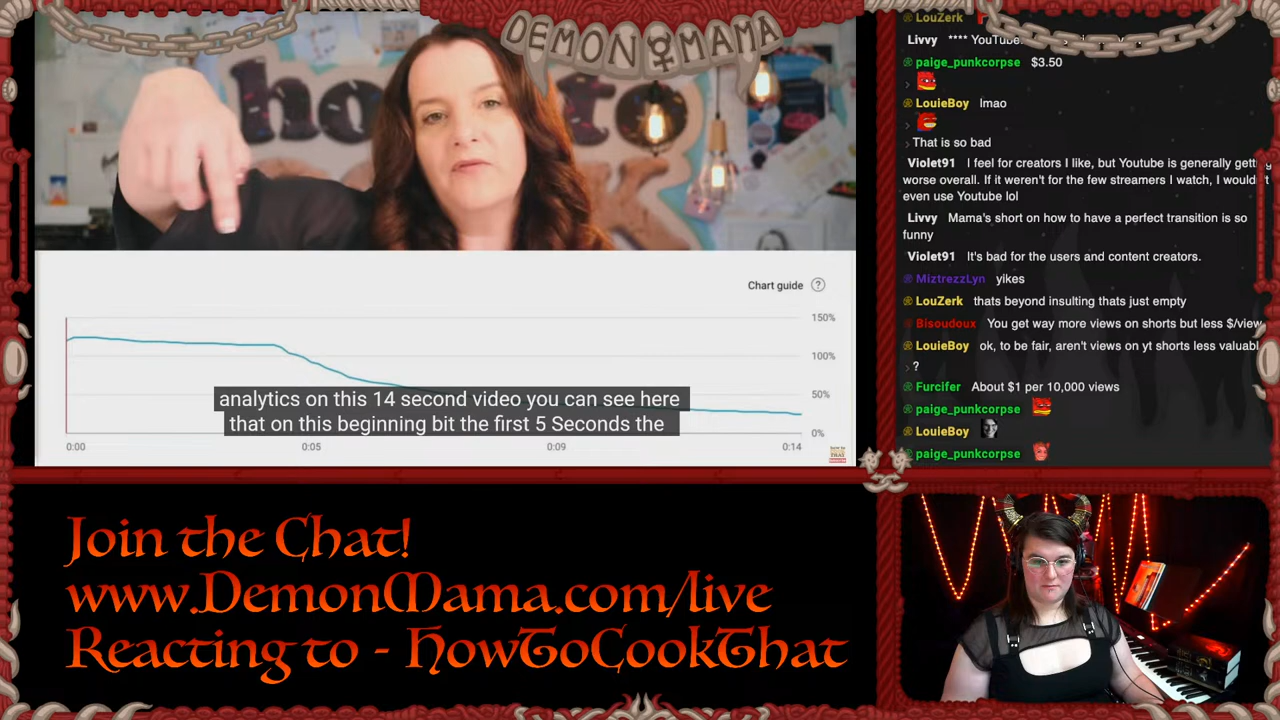 DEMON MAMA
how to
Chart guide ?
150%
100%
50%
0%
analytics on this 14 second video you can see here
that on this beginning bit the first 5 Seconds the
0:00
0:05
0:09
0:14
LouZerk
Livvy **** YouTube.
paige_punkcorpse $3.50
LouieBoy lmao
That is so bad
Violet91 I feel for creators I like, but Youtube is generally getting
worse overall. If it weren't for the few streamers I watch, I wouldn't
even use Youtube lol
Livvy Mama's short on how to have a perfect transition is so
funny
Violet91 It's bad for the users and content creators.
MiztrezzLyn yikes
LouZerk thats beyond insulting thats just empty
Bisoudoux You get way more views on shorts but less $/view
LouieBoy ok, to be fair, aren't views on yt shorts less valuabl
?
Furcifer About $1 per 10,000 views
paige_punkcorpse
LouieBoy
paige_punkcorpse
Join the Chat!
www.DemonMama.com/live
Reacting to - HowToCookThat